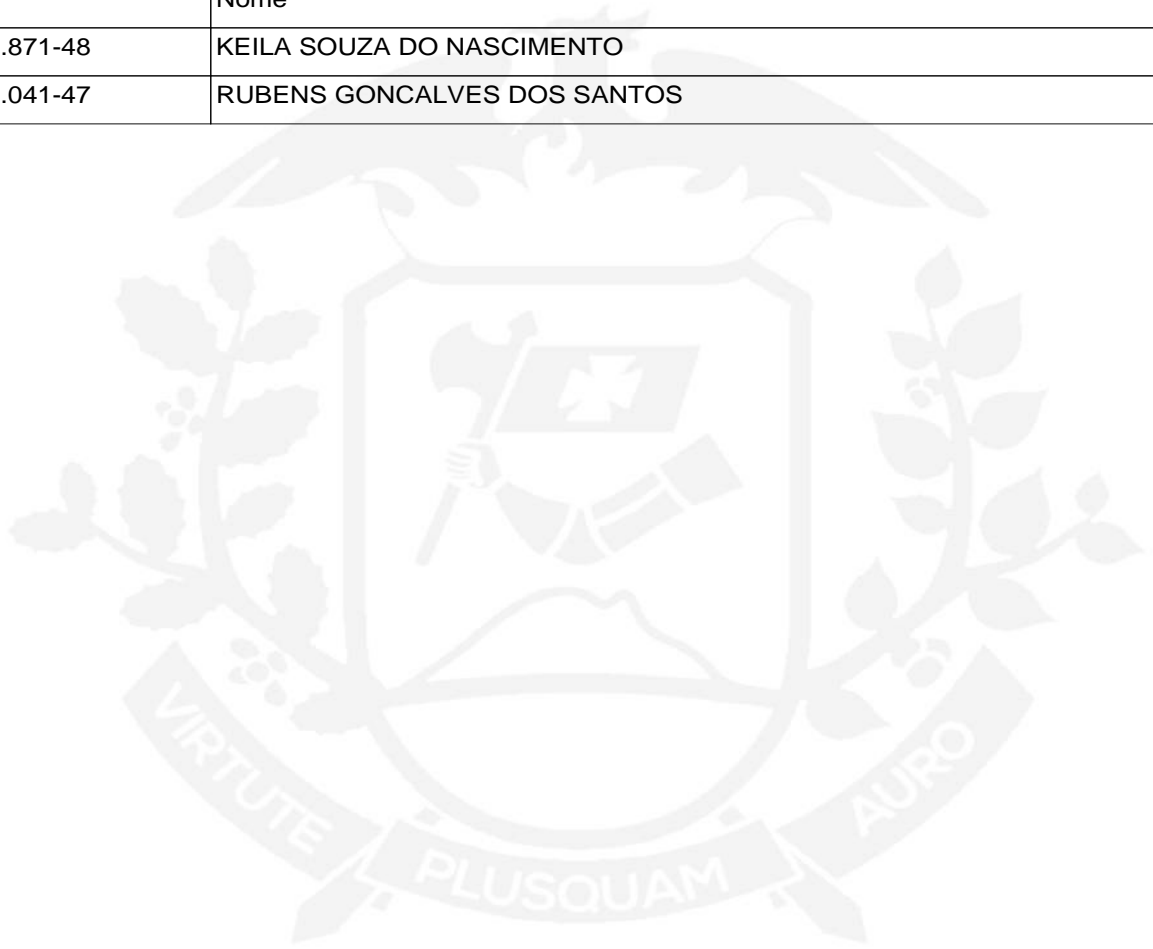 Nome
.871-48 KEILA SOUZA DO NASCIMENTO
.041-47 RUBENS GONCALVES DOS SANTOS
VIRTUTE PLUSQUAM AURO